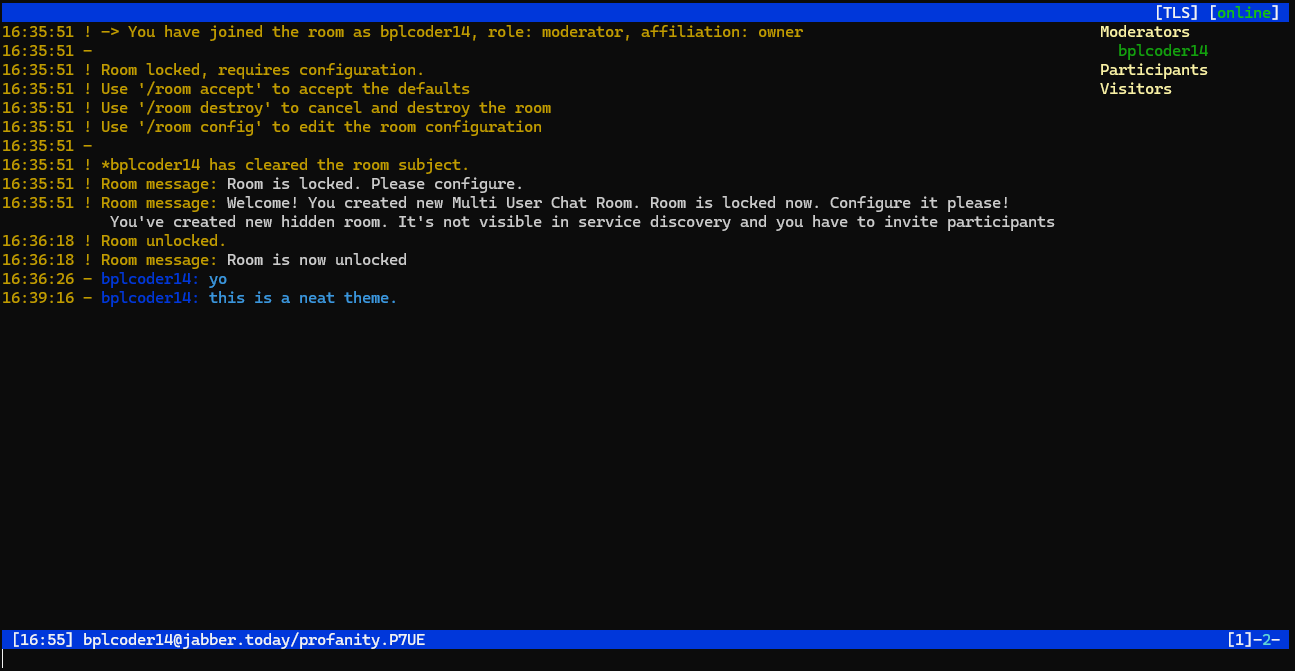 [TLS] [online]
16:35:51 ! -> You have joined the room as bplcoder14, role: moderator, affiliation: owner
16:35:51 -
16:35:51 ! Room locked, requires configuration.
16:35:51 ! Use '/room accept' to accept the defaults
16:35:51 ! Use '/room destroy' to cancel and destroy the room
16:35:51 ! Use '/room config' to edit the room configuration
16:35:51 -
16:35:51 ! *bplcoder14 has cleared the room subject.
16:35:51 ! Room message: Room is locked. Please configure.
16:35:51 ! Room message: Welcome! You created new Multi User Chat Room. Room is locked now. Configure it please!
You've created new hidden room. It's not visible in service discovery and you have to invite participants
16:36:18 ! Room unlocked.
16:36:18 ! Room message: Room is now unlocked
16:36:26 - bplcoder14: yo
16:39:16 - bplcoder14: this is a neat theme.
Moderators
bplcoder14
Participants
Visitors
[16:55] bplcoder14@jabber.today/profanity.P7UE
[1]-2-